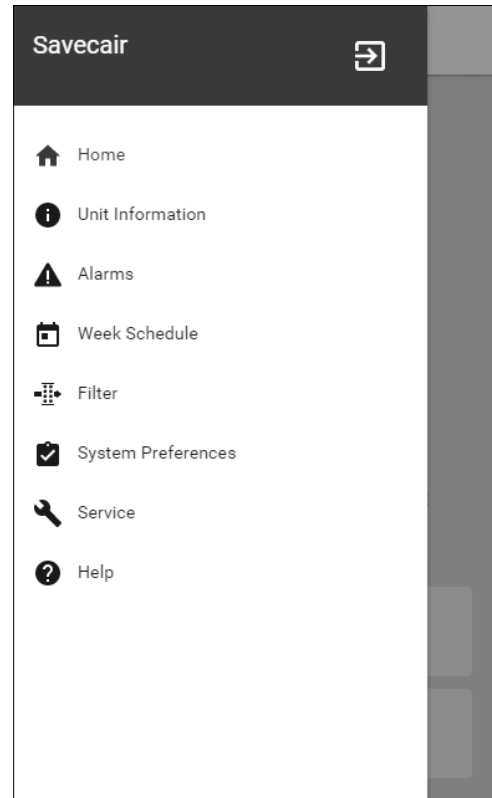 Savecair
Home
Unit Information
Alarms
Week Schedule
Filter
System Preferences
Service
Help